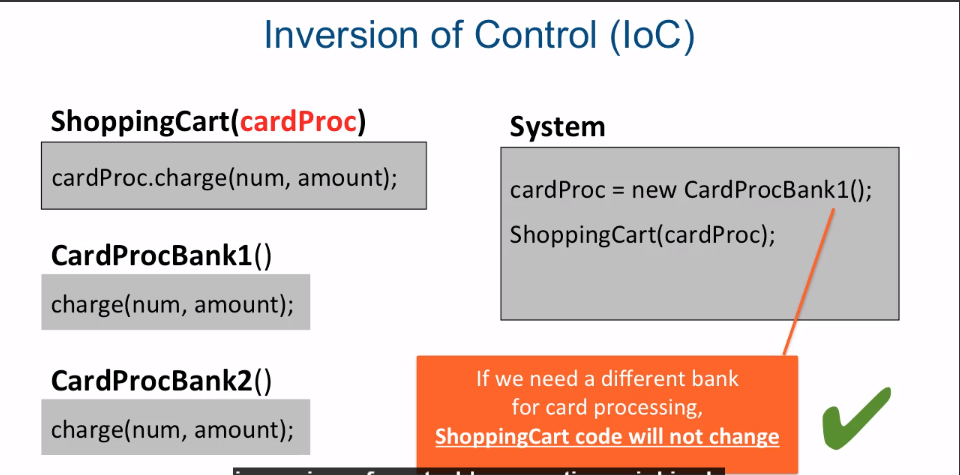 Inversion of Control (IoC)
ShoppingCart(cardProc)
cardProc.charge(num, amount);
CardProcBank1()
charge(num, amount);
CardProcBank2()
charge(num, amount);
System
cardProc = new CardProcBank1();
ShoppingCart(cardProc);
If we need a different bank
for card processing,
ShoppingCart code will not change